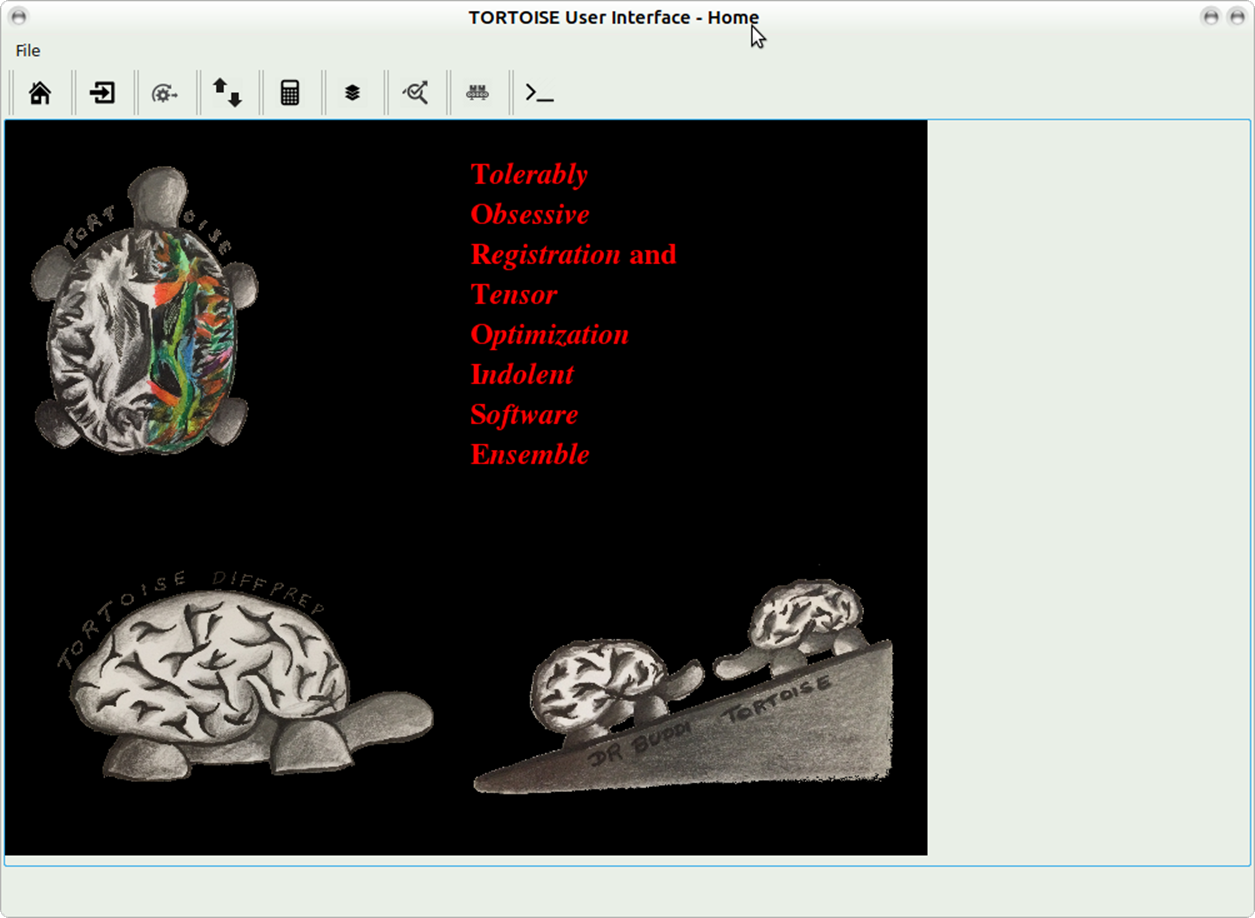 TORTOISE User Interface - Home
File
TORTOISE
Tolerably
Obsessive
Registration and
Tensor
Optimization
Indolent
Software
Ensemble
TORTOISE DIFFPREP
DR BUDDI TORTOISE